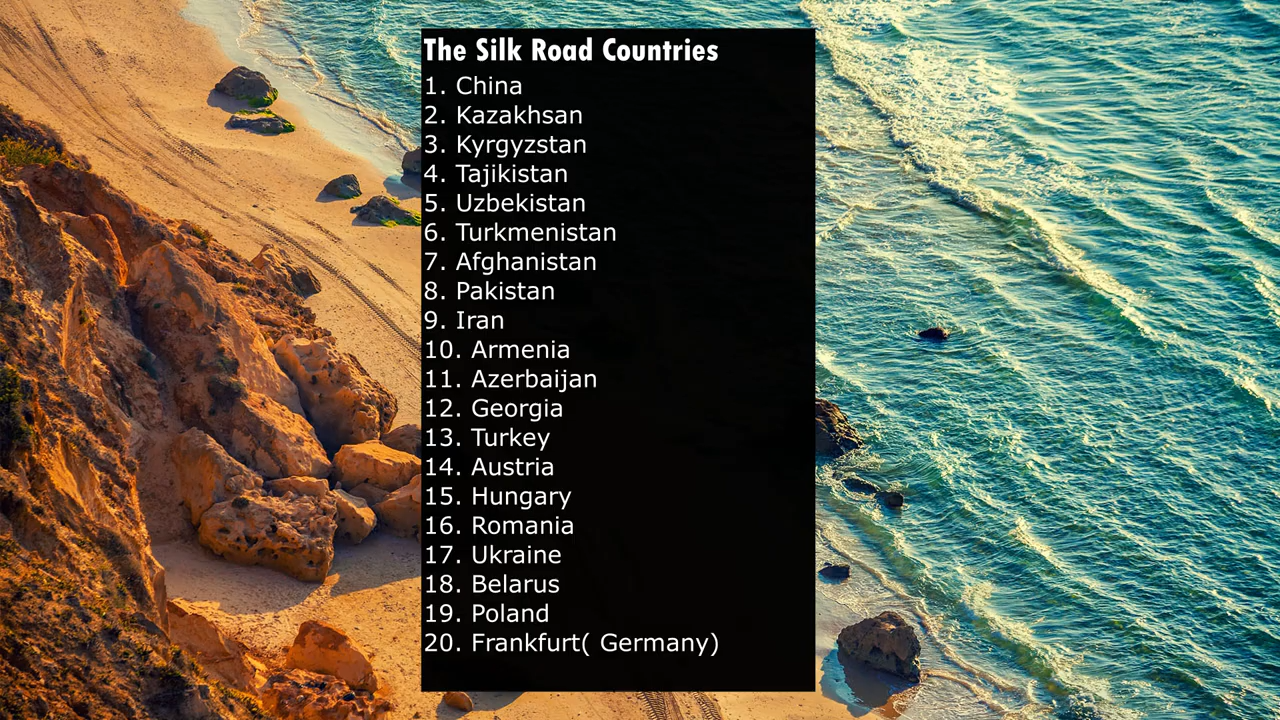 The Silk Road Countries
1. China
2. Kazakhsan
3. Kyrgyzstan
4. Tajikistan
5. Uzbekistan
6. Turkmenistan
7. Afghanistan
8. Pakistan
9. Iran
10. Armenia
11. Azerbaijan
12. Georgia
13. Turkey
14. Austria
15. Hungary
16. Romania
17. Ukraine
18. Belarus
19. Poland
20. Frankfurt( Germany)